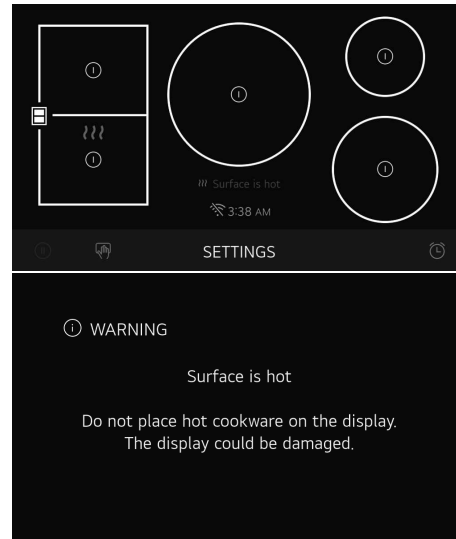 Surface is hot
3:38 AM
SETTINGS
WARNING
Surface is hot
Do not place hot cookware on the display.
The display could be damaged.